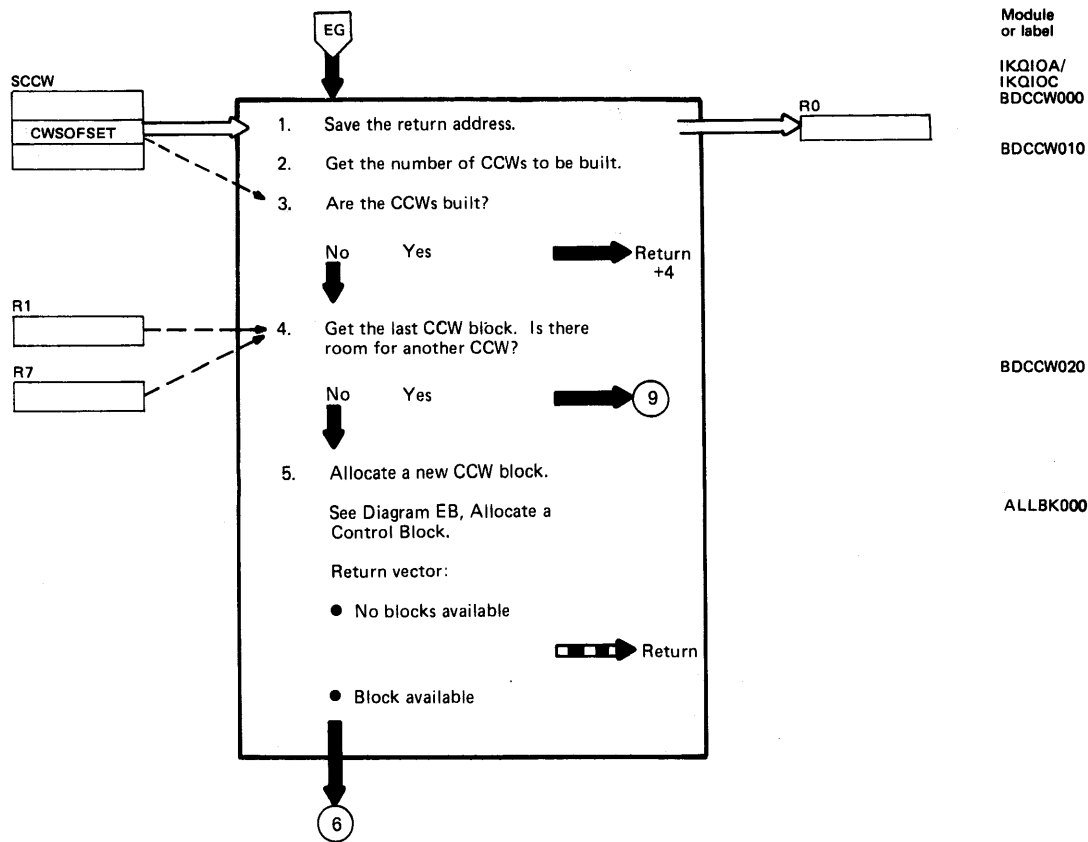 EG
Module
or label
IKQIOA/
IKQIOC
BDCCW000
SCCW
CWSOFSET
R0
1. Save the return address.
BDCCW010
2. Get the number of CCWs to be built.
3. Are the CCWs built?
No Yes Return
+4
R1
4. Get the last CCW block. Is there
room for another CCW?
R7
BDCCW020
No Yes 9
5. Allocate a new CCW block.
See Diagram EB, Allocate a
Control Block.
ALLBK000
Return vector:
● No blocks available
Return
● Block available
6